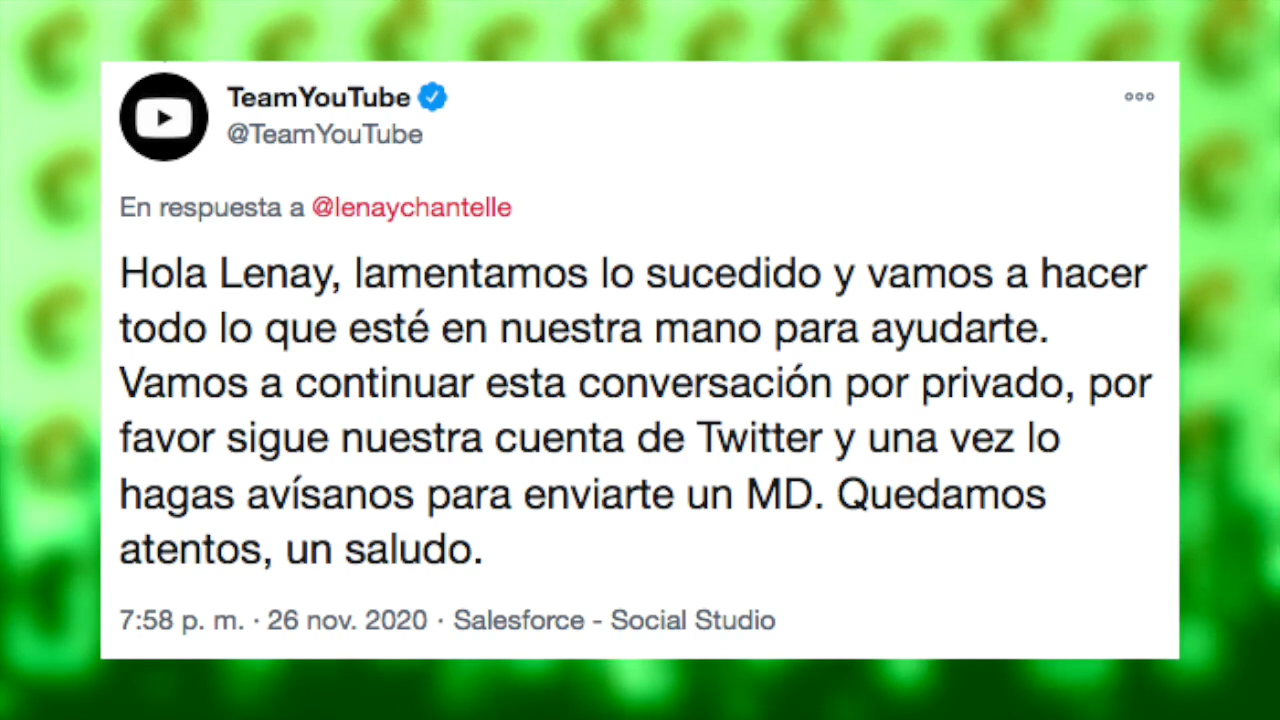 TeamYouTube
@TeamYouTube
En respuesta a @lenaychantelle
Hola Lenay, lamentamos lo sucedido y vamos a hacer
todo lo que esté en nuestra mano para ayudarte.
Vamos a continuar esta conversación por privado, por
favor sigue nuestra cuenta de Twitter y una vez lo
hagas avísanos para enviarte un MD. Quedamos
atentos, un saludo.
7:58 p. m. · 26 nov. 2020 · Salesforce - Social Studio